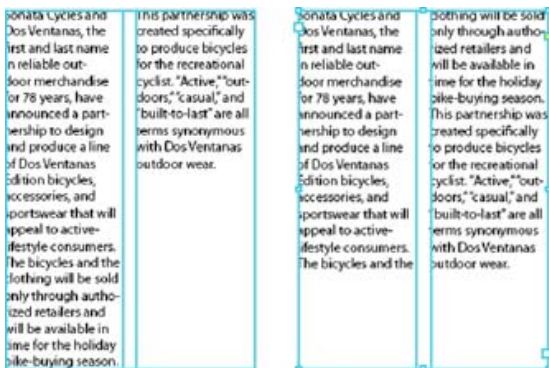 Sonata Cycles and
Dos Ventanas, the
first and last name
in reliable out-
door merchandise
for 78 years, have
announced a part-
nership to design
and produce a line
of Dos Ventanas
Edition bicycles,
accessories, and
sportswear that will
appeal to active-
lifestyle consumers.
The bicycles and the
clothing will be sold
only through autho-
rized retailers and
will be available in
time for the holiday
bike-buying season.
This partnership was
created specifically
to produce bicycles
for the recreational
cyclist. "Active," "out-
doors," "casual," and
"built-to-last" are all
terms synonymous
with Dos Ventanas
outdoor wear.
Sonata Cycles and
Dos Ventanas, the
first and last name
in reliable out-
door merchandise
for 78 years, have
announced a part-
nership to design
and produce a line
of Dos Ventanas
Edition bicycles,
accessories, and
sportswear that will
appeal to active-
lifestyle consumers.
The bicycles and the
clothing will be sold
only through autho-
rized retailers and
will be available in
time for the holiday
bike-buying season.
This partnership was
created specifically
to produce bicycles
for the recreational
cyclist. "Active," "out-
doors," "casual," and
"built-to-last" are all
terms synonymous
with Dos Ventanas
outdoor wear.